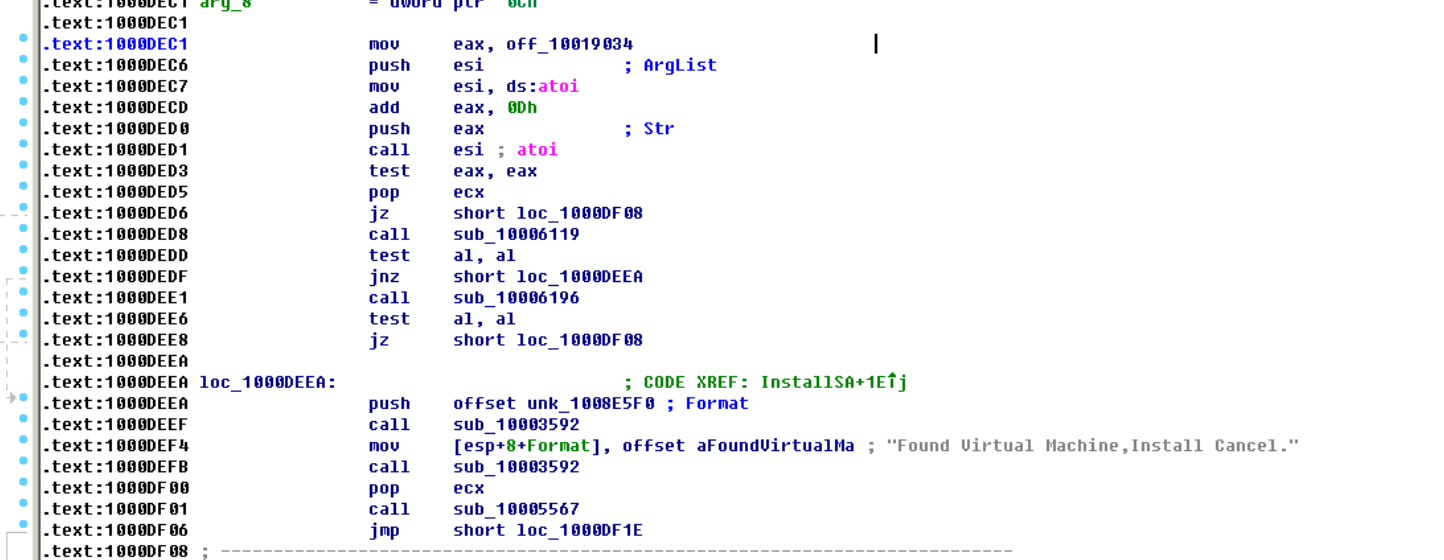 .text:1000DEC1 arg_8 = dword ptr 0Ch
.text:1000DEC1
.text:1000DEC1 mov eax, off_10019034
.text:1000DEC6 push esi ; ArgList
.text:1000DEC7 mov esi, ds:atoi
.text:1000DECD add eax, 0Dh
.text:1000DED0 push eax ; Str
.text:1000DED1 call esi ; atoi
.text:1000DED3 test eax, eax
.text:1000DED5 pop ecx
.text:1000DED6 jz short loc_1000DF08
.text:1000DED8 call sub_10006119
.text:1000DEDD test al, al
.text:1000DEDF jnz short loc_1000DEEA
.text:1000DEE1 call sub_10006196
.text:1000DEE6 test al, al
.text:1000DEE8 jz short loc_1000DF08
.text:1000DEEA
.text:1000DEEA loc_1000DEEA: ; CODE XREF: InstallSA+1E↑j
.text:1000DEEA push offset unk_1008E5F0 ; Format
.text:1000DEEF call sub_10003592
.text:1000DEF4 mov [esp+8+Format], offset aFoundVirtualMa ; "Found Virtual Machine,Install Cancel."
.text:1000DEFB call sub_10003592
.text:1000DF00 pop ecx
.text:1000DF01 call sub_10005567
.text:1000DF06 jmp short loc_1000DF1E
.text:1000DF08 ; ---------------------------------------------------------------------------